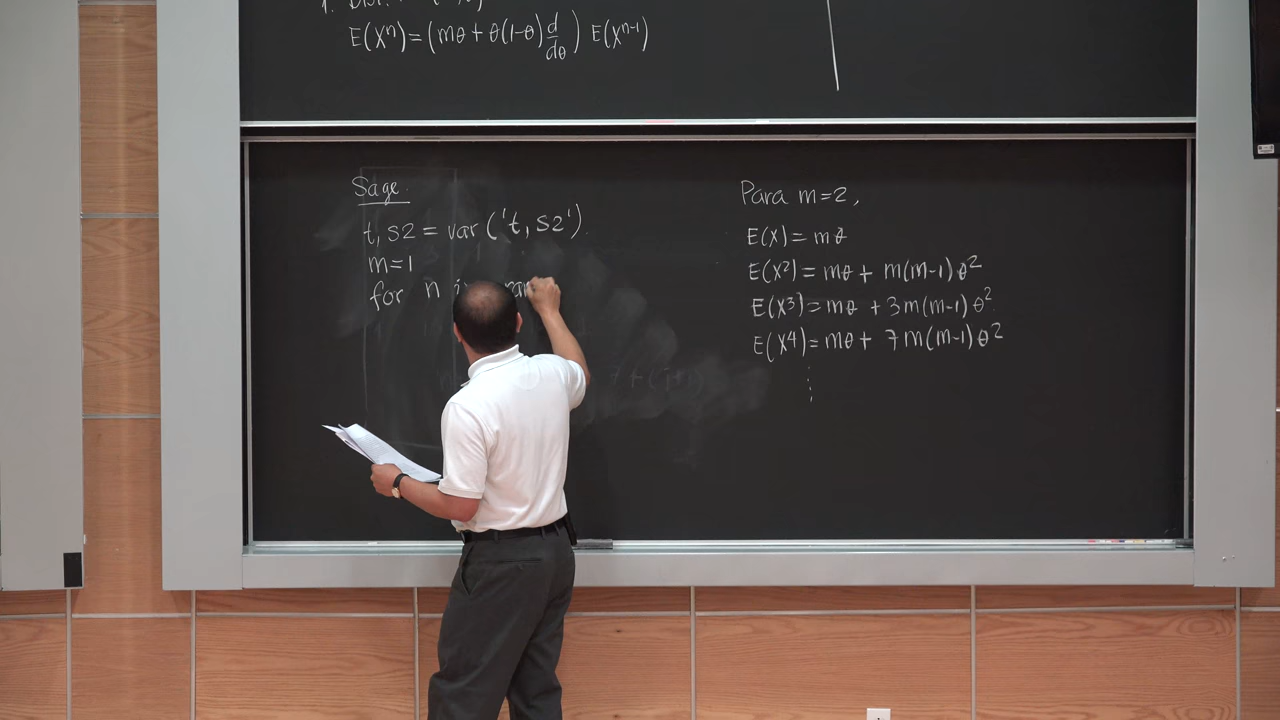 E(Xⁿ)=(mθ+θ(1-θ)d/dθ) E(Xⁿ⁻¹)
Sage.
t,s2 = var('t,s2')
m=1
for n
Para m=2,
E(X)= mθ
E(X²)= mθ + m(m-1)θ²
E(X³)= mθ + 3m(m-1)θ²
E(X⁴)= mθ + 7m(m-1)θ²
⋮